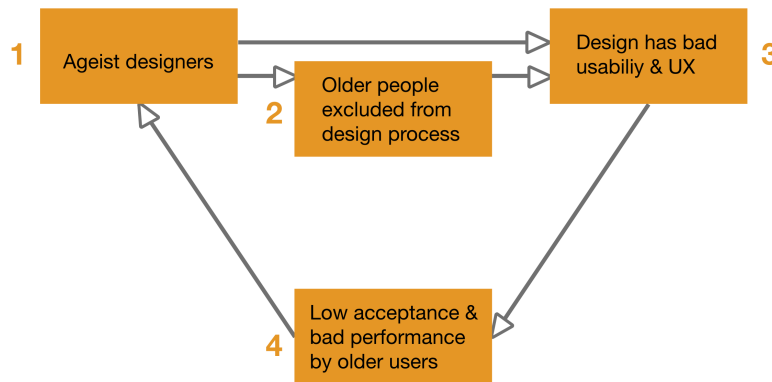 1
Ageist designers
2
Older people
excluded from
design process
Design has bad
usabiliy & UX
3
4
Low acceptance &
bad performance
by older users